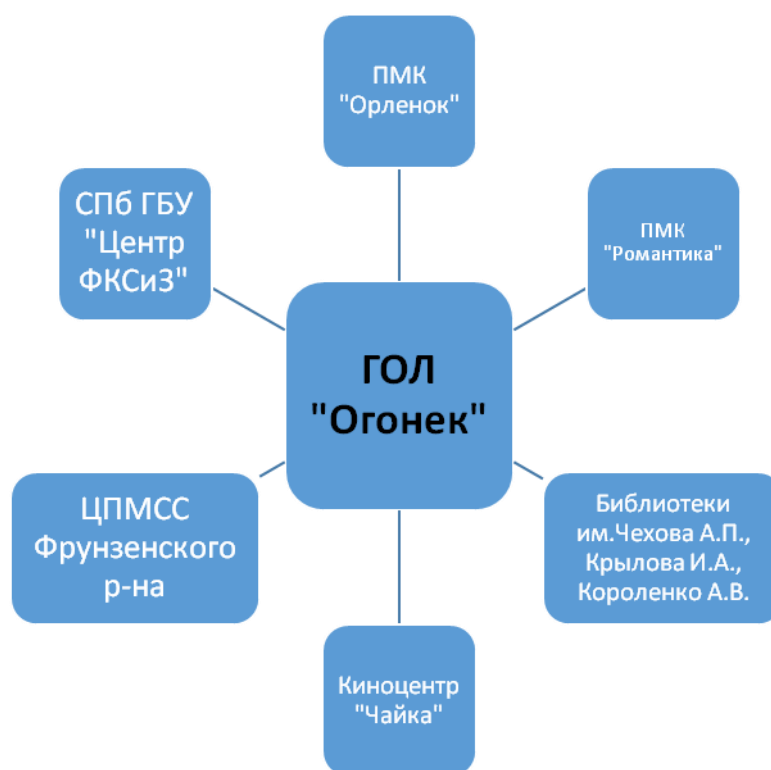 ПМК
"Орленок"
СПб ГБУ
"Центр
ФКСиЗ"
ПМК
"Романтика"
ГОЛ
"Огонек"
ЦПМСС
Фрунзенского
р-на
Библиотеки
им.Чехова А.П.,
Крылова И.А.,
Короленко А.В.
Киноцентр
"Чайка"